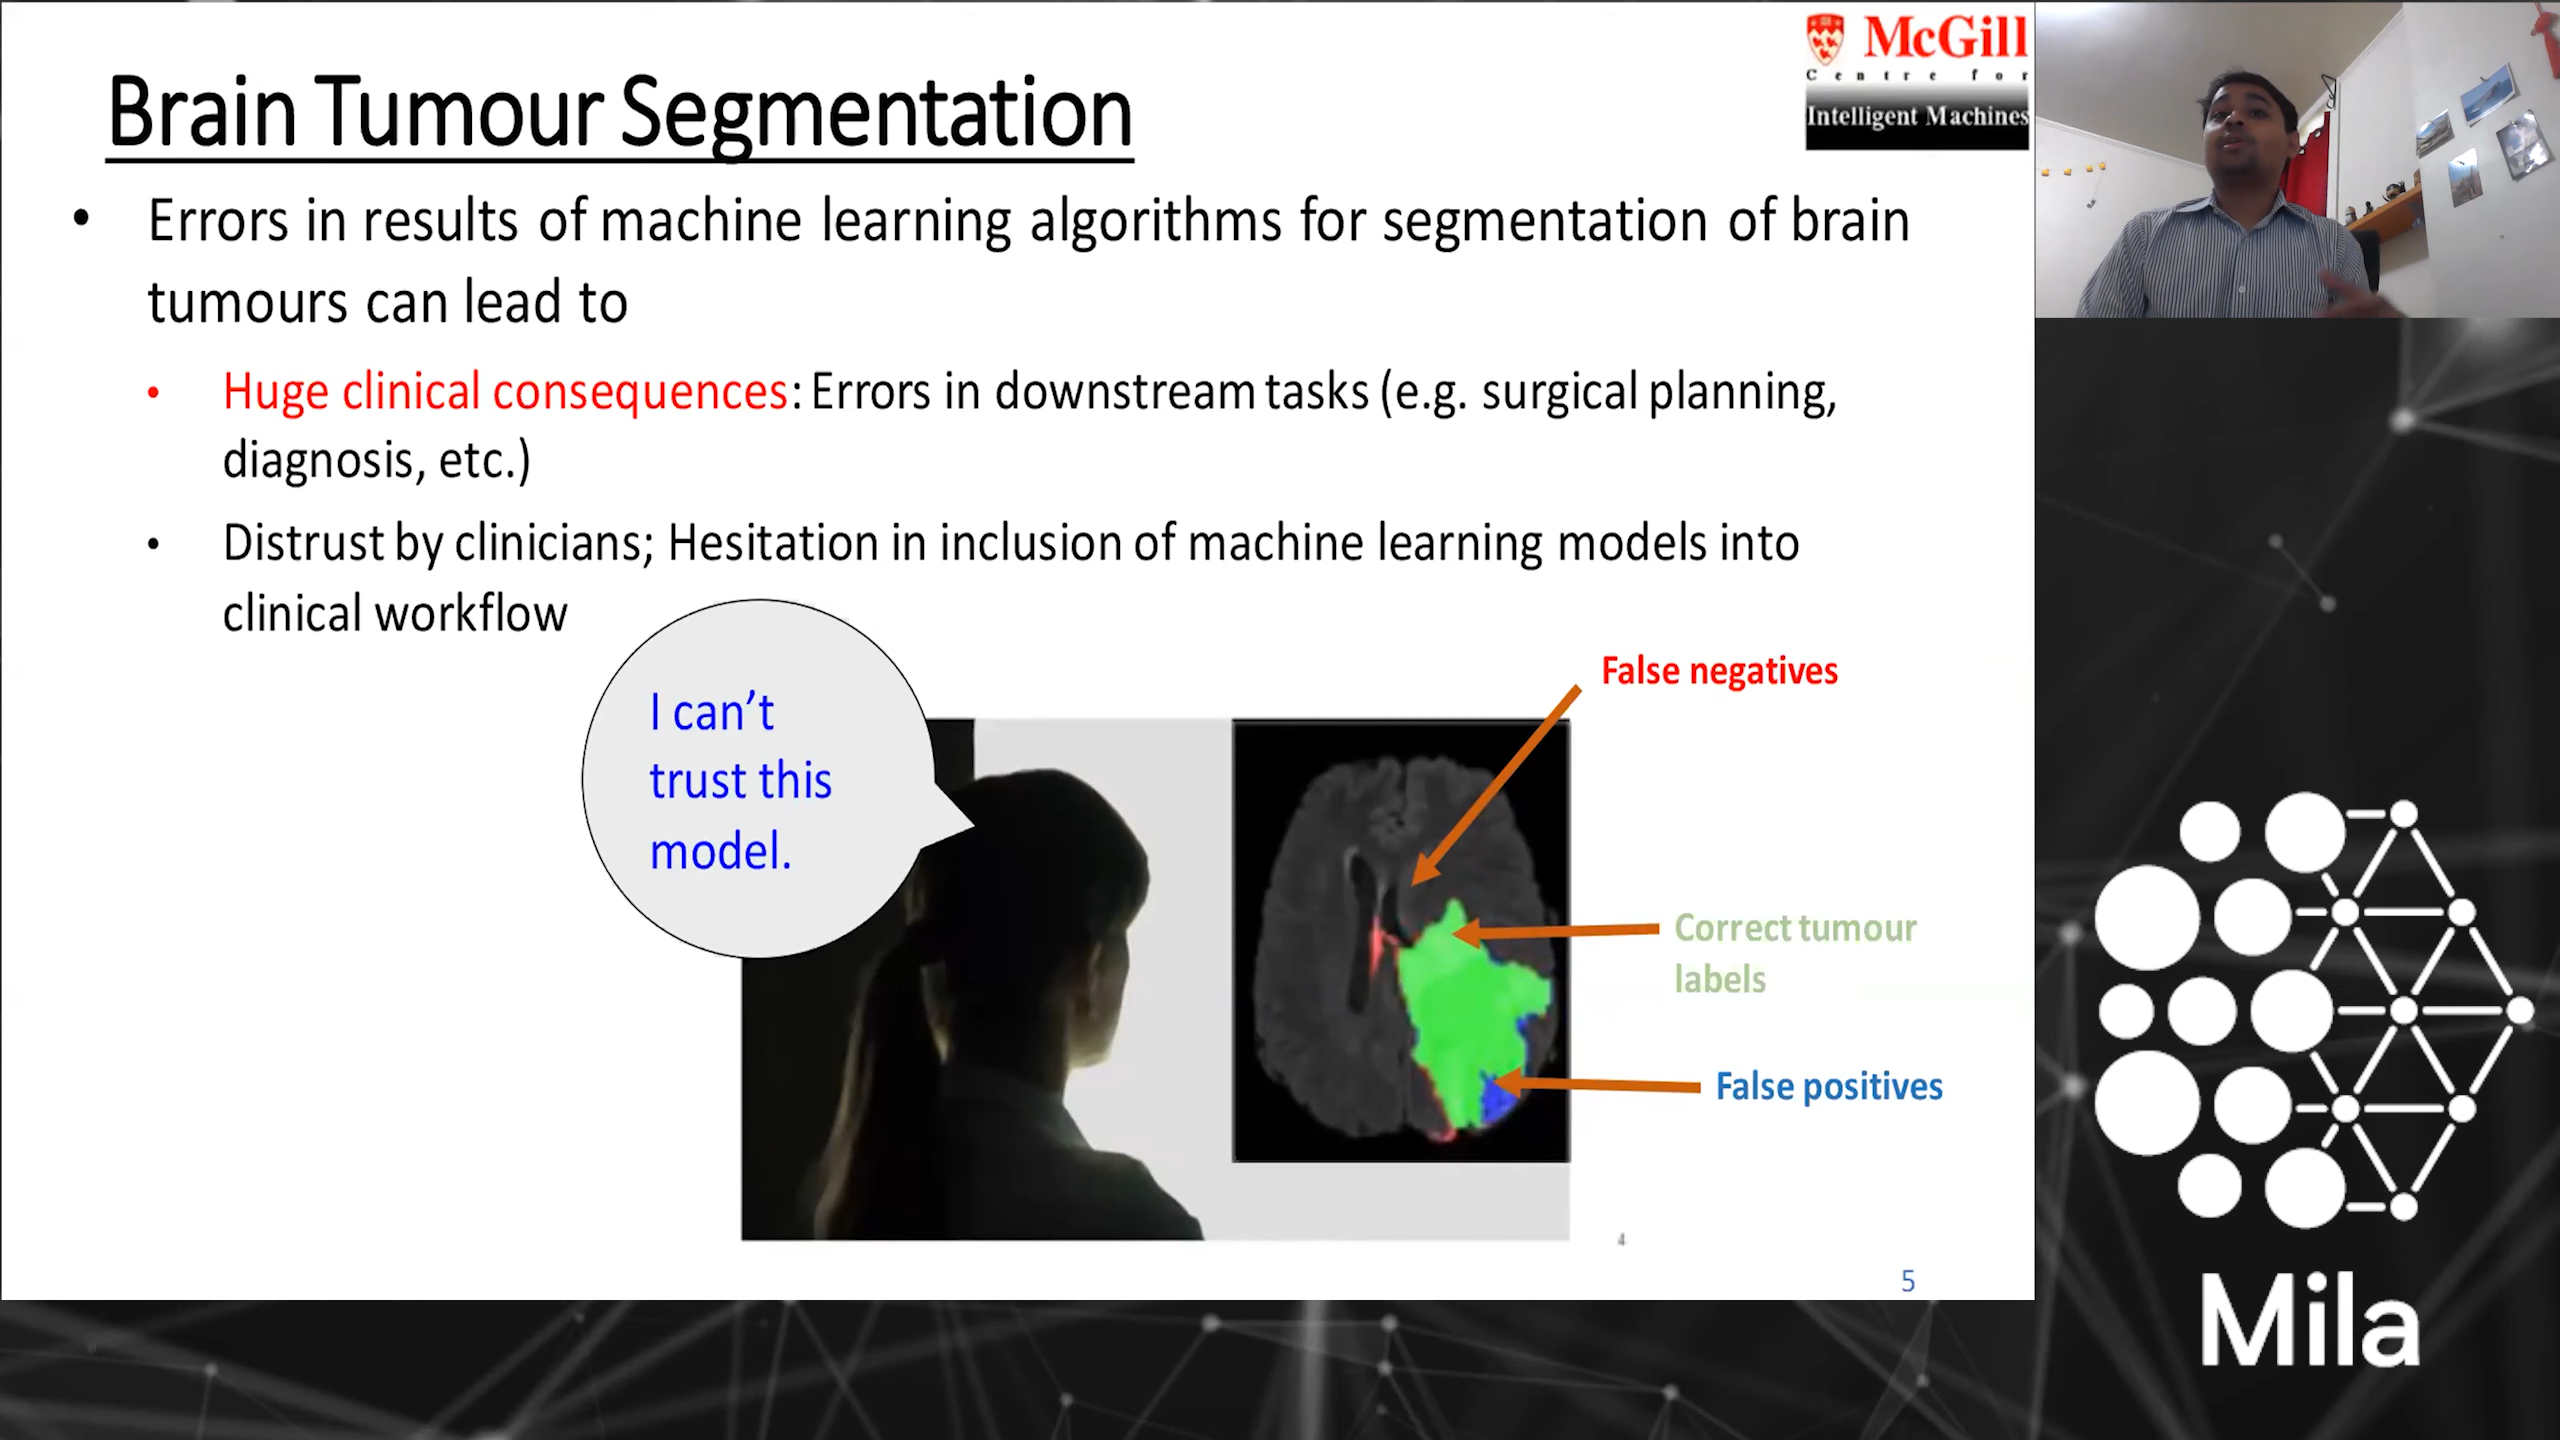 McGill
Centre for
Intelligent Machines
Brain Tumour Segmentation
• Errors in results of machine learning algorithms for segmentation of brain
tumours can lead to
• Huge clinical consequences: Errors in downstream tasks (e.g. surgical planning,
diagnosis, etc.)
• Distrust by clinicians; Hesitation in inclusion of machine learning models into
clinical workflow
I can’t
trust this
model.
False negatives
Correct tumour
labels
False positives
4
5
Mila